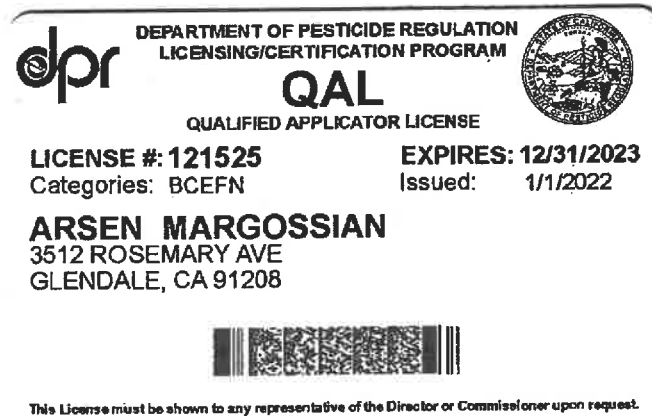 dpr
DEPARTMENT OF PESTICIDE REGULATION
LICENSING/CERTIFICATION PROGRAM
QAL
QUALIFIED APPLICATOR LICENSE
LICENSE #: 121525 EXPIRES: 12/31/2023
Categories: BCEFN Issued: 1/1/2022
ARSEN MARGOSSIAN
3512 ROSEMARY AVE
GLENDALE, CA 91208
This License must be shown to any representative of the Director or Commissioner upon request.